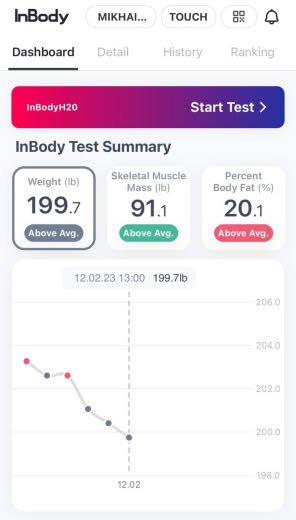 InBody
MIKHAI...
TOUCH
Dashboard
Detail
History
Ranking
InBodyH20
Start Test >
InBody Test Summary
Weight (lb)
199.7
Above Avg.
Skeletal Muscle
Mass (lb)
91.1
Above Avg.
Percent
Body Fat (%)
20.1
Above Avg.
12.02.23 13:00 199.7lb
206.0
204.0
202.0
200.0
198.0
12.02